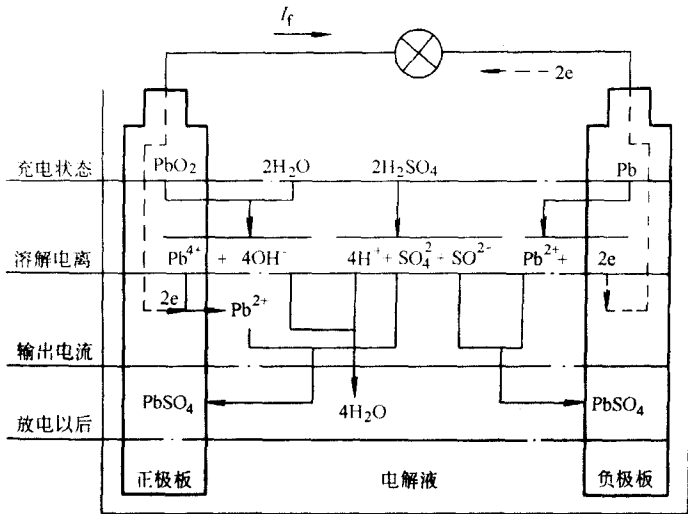 I_f
2e
充电状态 PbO₂ 2H₂O 2H₂SO₄ Pb
溶解电离 Pb⁴⁺ + 4OH⁻ 4H⁺ + SO₄² + SO²⁻ Pb²⁺ + 2e
2e Pb²⁺
输出电流
PbSO₄ 4H₂O PbSO₄
放电以后
正极板 电解液 负极板